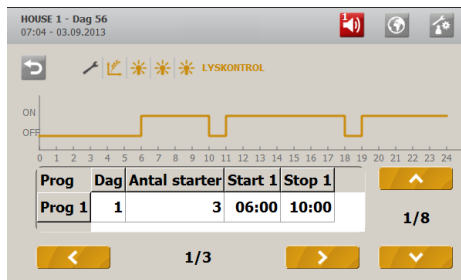 HOUSE 1 - Dag 56
07:04 - 03.09.2013
1
LYSKONTROL
ON
OFF
0 1 2 3 4 5 6 7 8 9 10 11 12 13 14 15 16 17 18 19 20 21 22 23 24
Prog Dag Antal starter Start 1 Stop 1
Prog 1 1 3 06:00 10:00
1/8
1/3